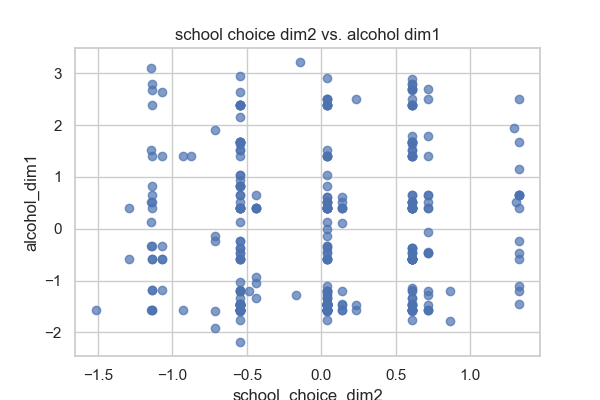 school choice dim2 vs. alcohol dim1
3
2
1
0
−1
−2
alcohol_dim1
−1.5 −1.0 −0.5 0.0 0.5 1.0
school_choice_dim2